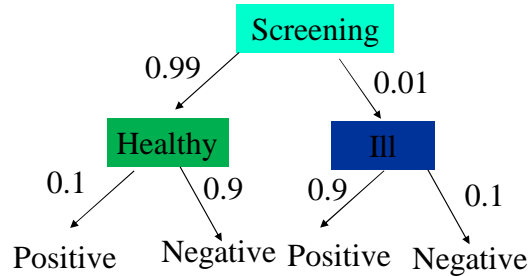 Screening
0.99
0.01
Healthy
Ill
0.1
0.9
0.9
0.1
Positive
Negative
Positive
Negative